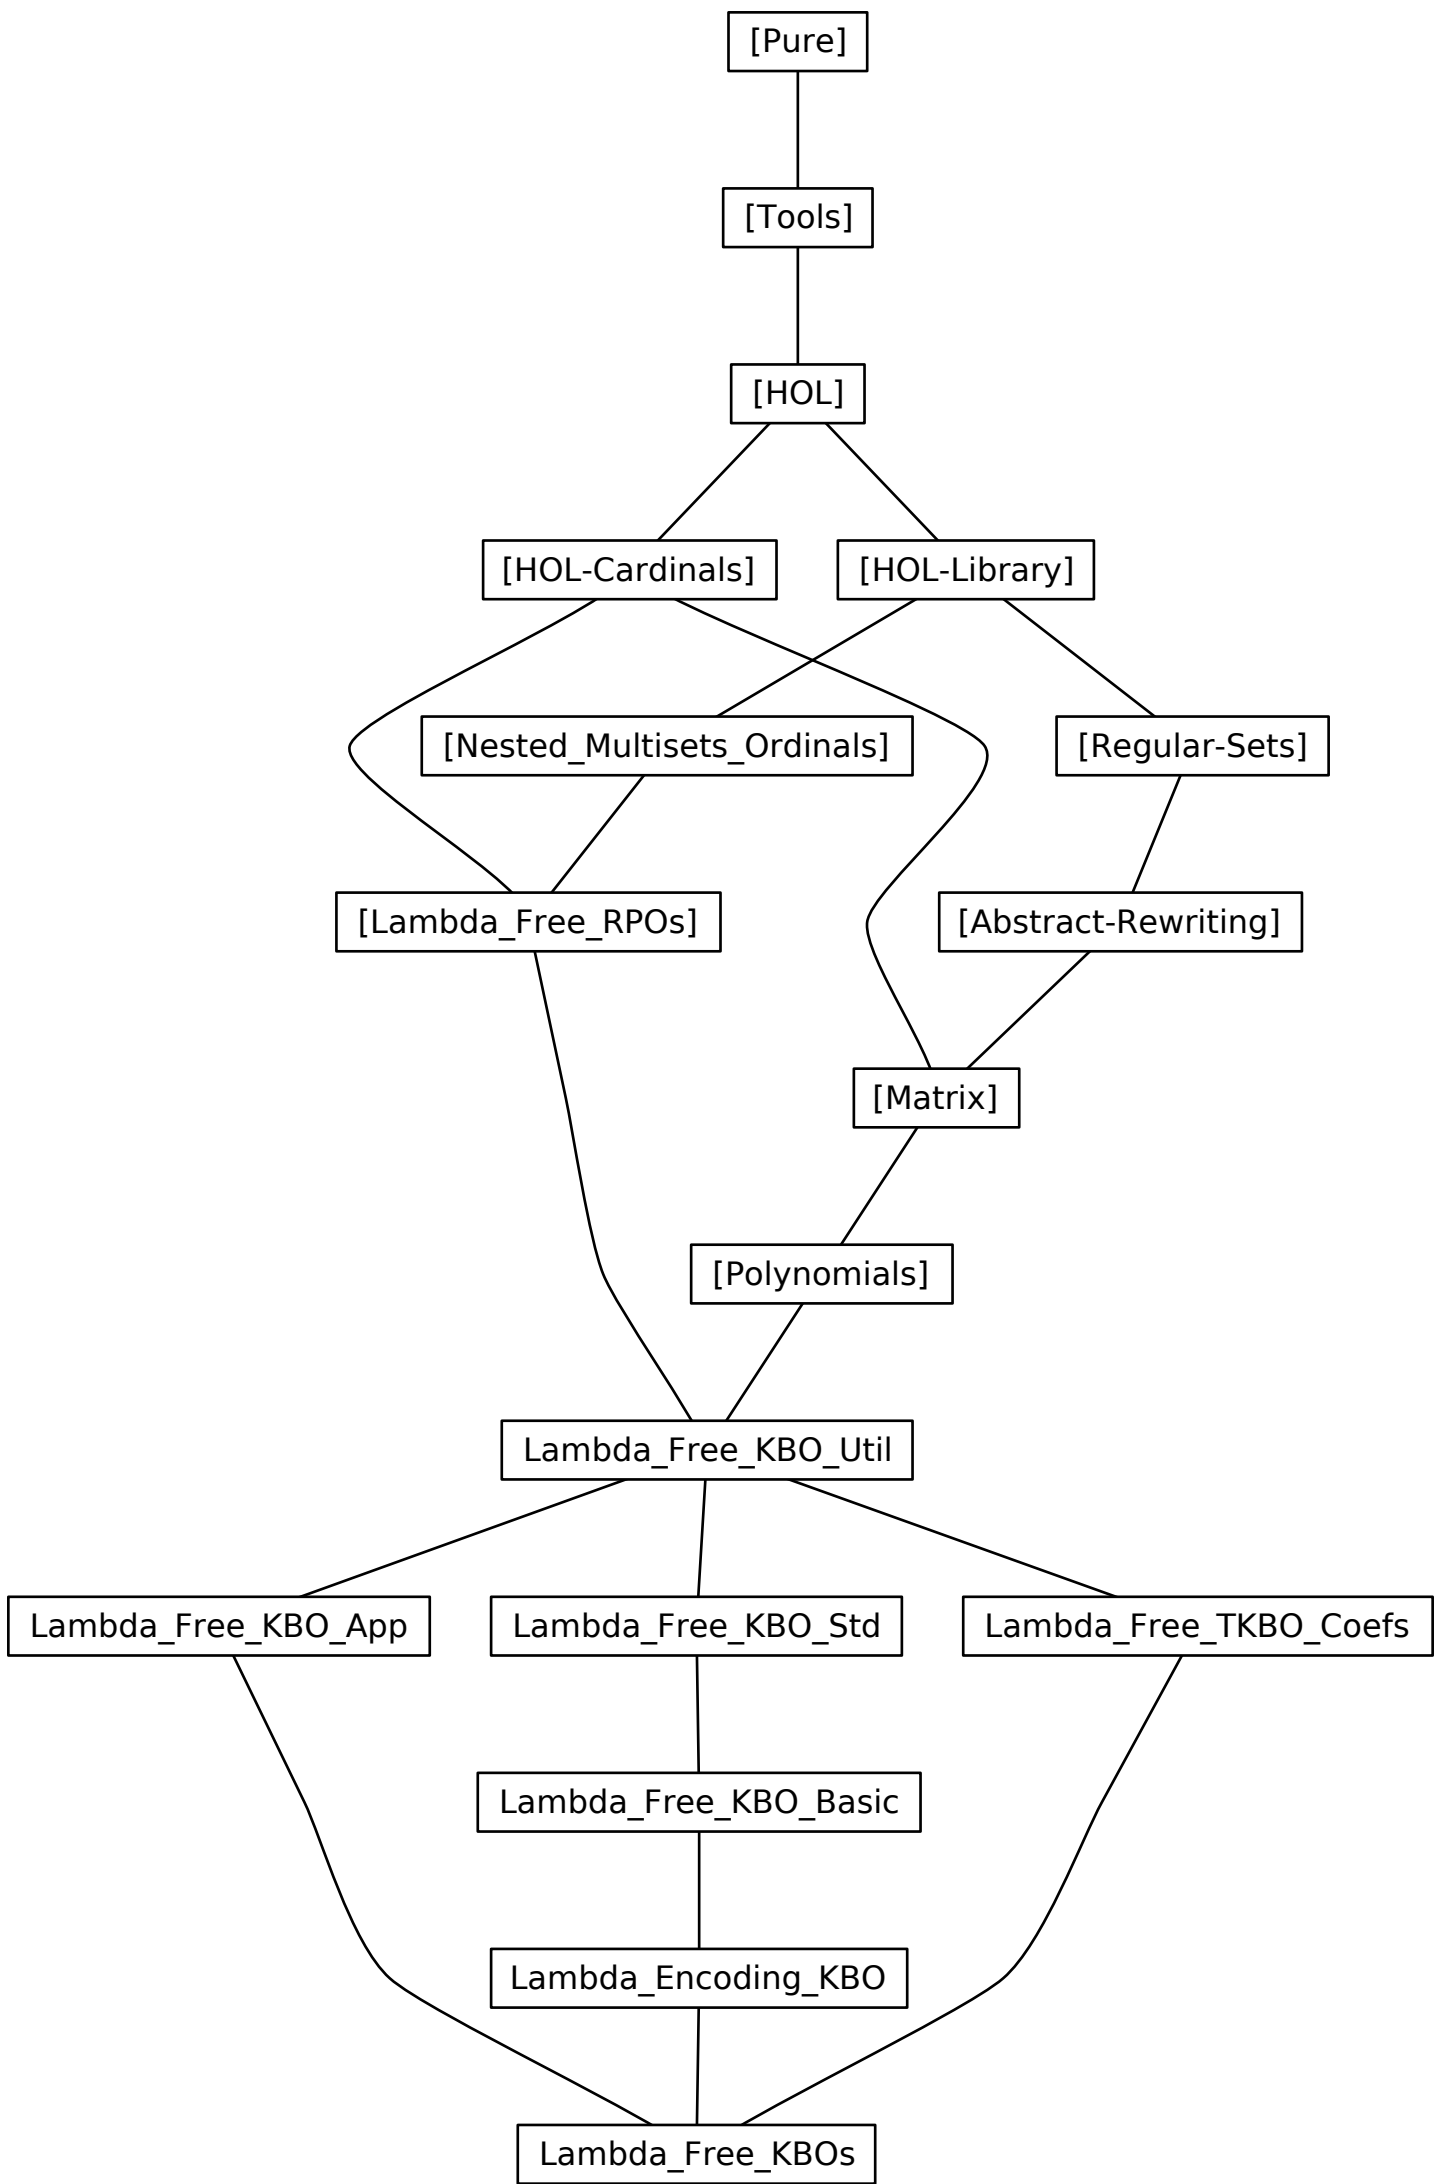 [Pure]
[Tools]
[HOL]
[HOL-Cardinals]
[HOL-Library]
[Nested_Multisets_Ordinals]
[Regular-Sets]
[Lambda_Free_RPOs]
[Abstract-Rewriting]
[Matrix]
[Polynomials]
Lambda_Free_KBO_Util
Lambda_Free_KBO_App
Lambda_Free_KBO_Std
Lambda_Free_TKBO_Coefs
Lambda_Free_KBO_Basic
Lambda_Encoding_KBO
Lambda_Free_KBOs